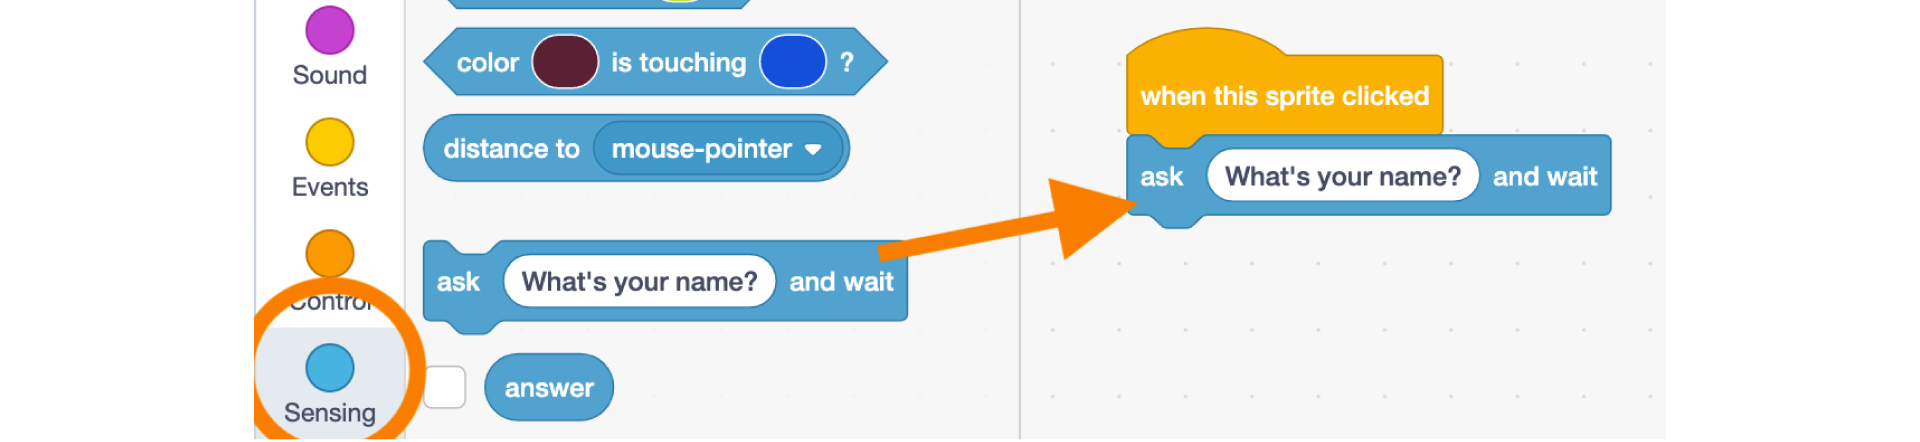 Sound
Events
Control
Sensing
color is touching ?
distance to mouse-pointer
ask What's your name? and wait
answer
when this sprite clicked
ask What's your name? and wait